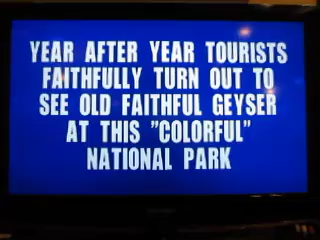 YEAR AFTER YEAR TOURISTS
FAITHFULLY TURN OUT TO
SEE OLD FAITHFUL GEYSER
AT THIS "COLORFUL"
NATIONAL PARK